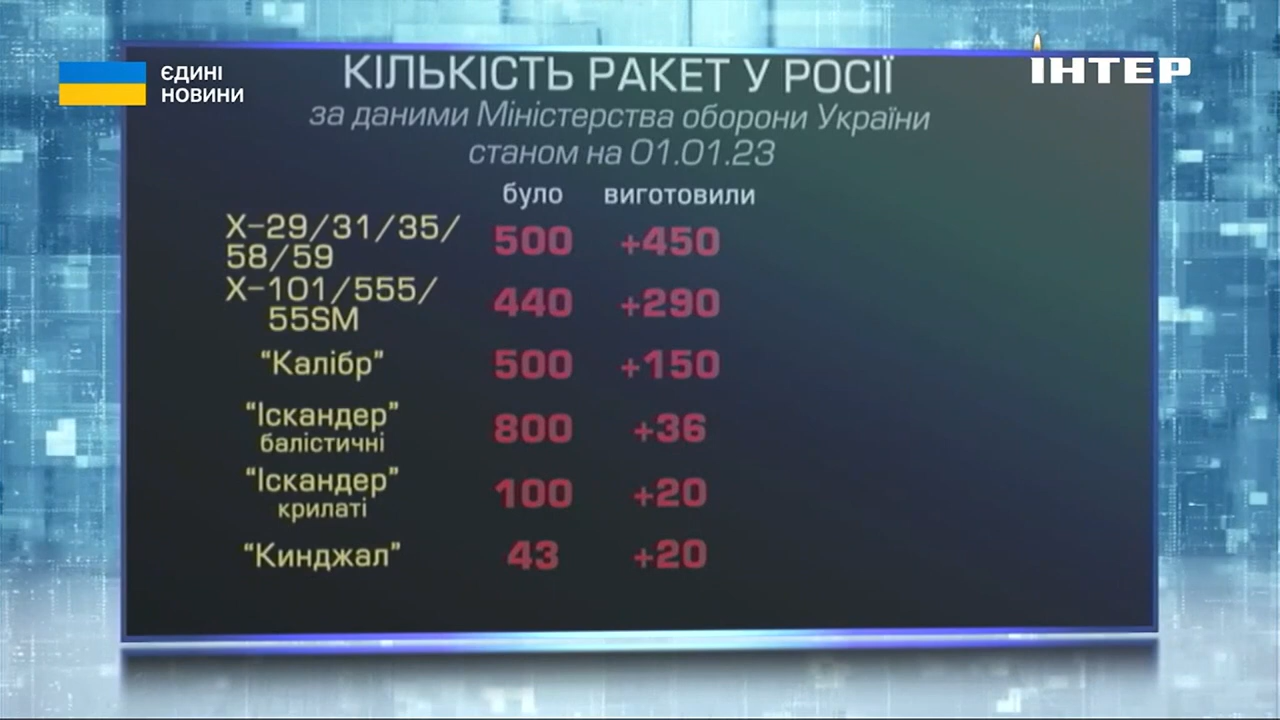 ЄДИНІ
НОВИНИ
ІНТЕР
КІЛЬКІСТЬ РАКЕТ У РОСІЇ
за даними Міністерства оборони України
станом на 01.01.23
було виготовили
Х-29/31/35/
58/59
500 +450
Х-101/555/
55SM
440 +290
“Калібр” 500 +150
“Іскандер”
балістичні
800 +36
“Іскандер”
крилаті
100 +20
“Кинджал” 43 +20